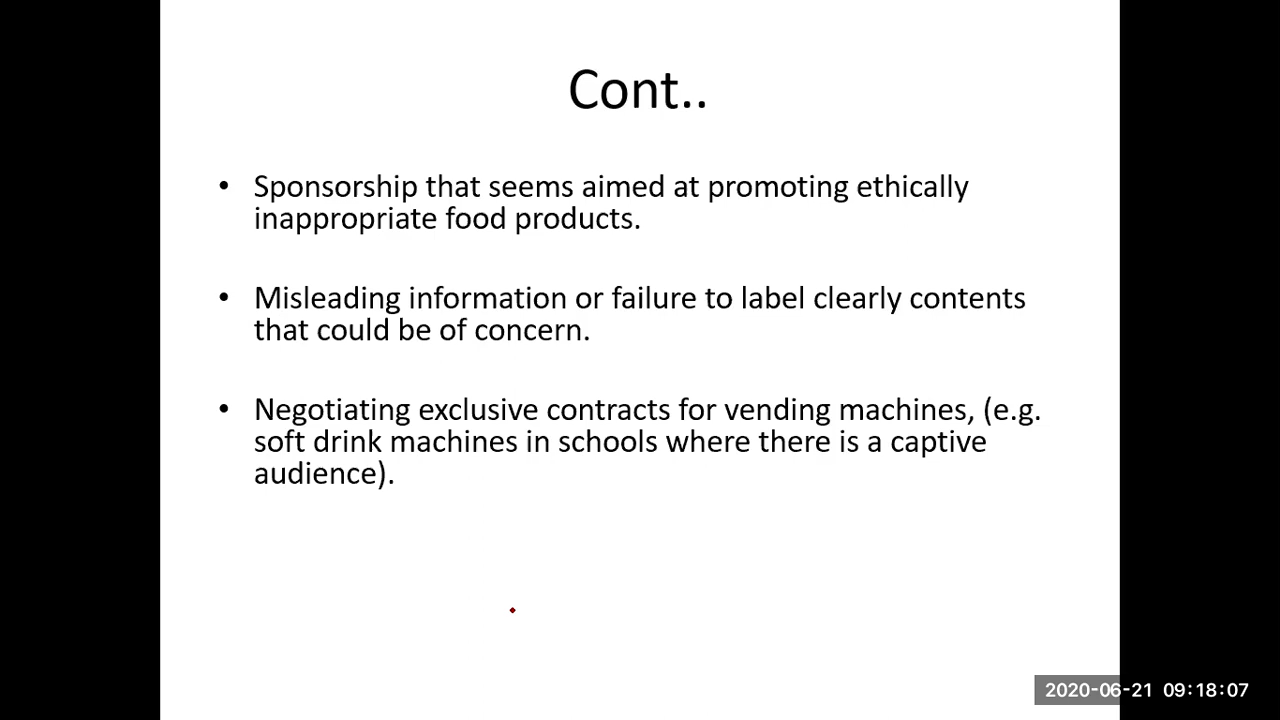 Cont..
• Sponsorship that seems aimed at promoting ethically
inappropriate food products.
• Misleading information or failure to label clearly contents
that could be of concern.
• Negotiating exclusive contracts for vending machines, (e.g.
soft drink machines in schools where there is a captive
audience).
2020-06-21 09:18:07